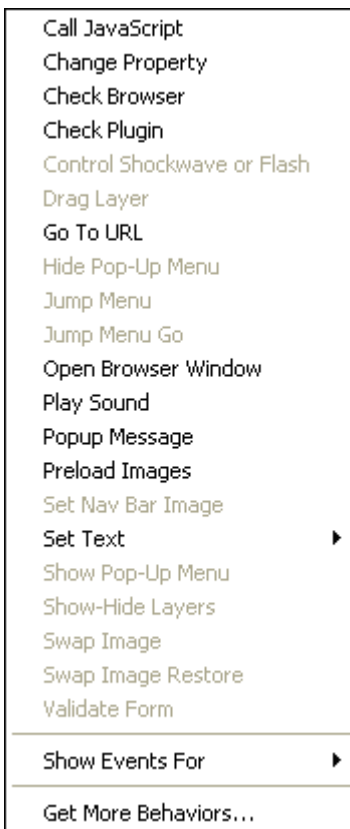 Call JavaScript
Change Property
Check Browser
Check Plugin
Control Shockwave or Flash
Drag Layer
Go To URL
Hide Pop-Up Menu
Jump Menu
Jump Menu Go
Open Browser Window
Play Sound
Popup Message
Preload Images
Set Nav Bar Image
Set Text
Show Pop-Up Menu
Show-Hide Layers
Swap Image
Swap Image Restore
Validate Form
Show Events For
Get More Behaviors...